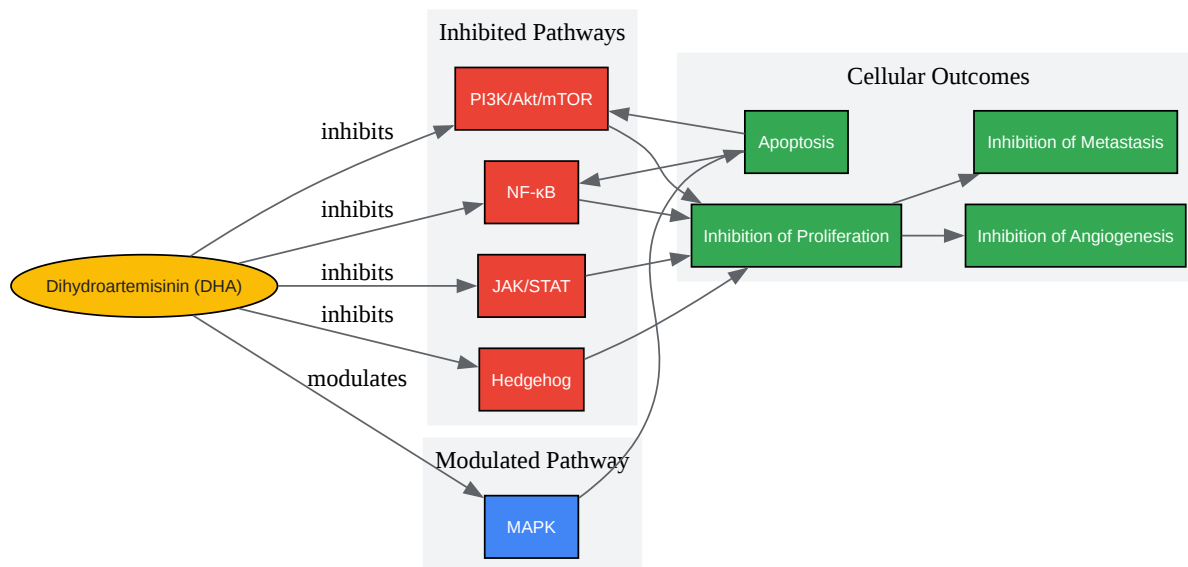 Inhibited Pathways
Cellular Outcomes
PI3K/Akt/mTOR
Apoptosis
Inhibition of Metastasis
inhibits
NF-κB
inhibits
Inhibition of Proliferation
Inhibition of Angiogenesis
Dihydroartemisinin (DHA)
inhibits
JAK/STAT
inhibits
Hedgehog
modulates
Modulated Pathway
MAPK